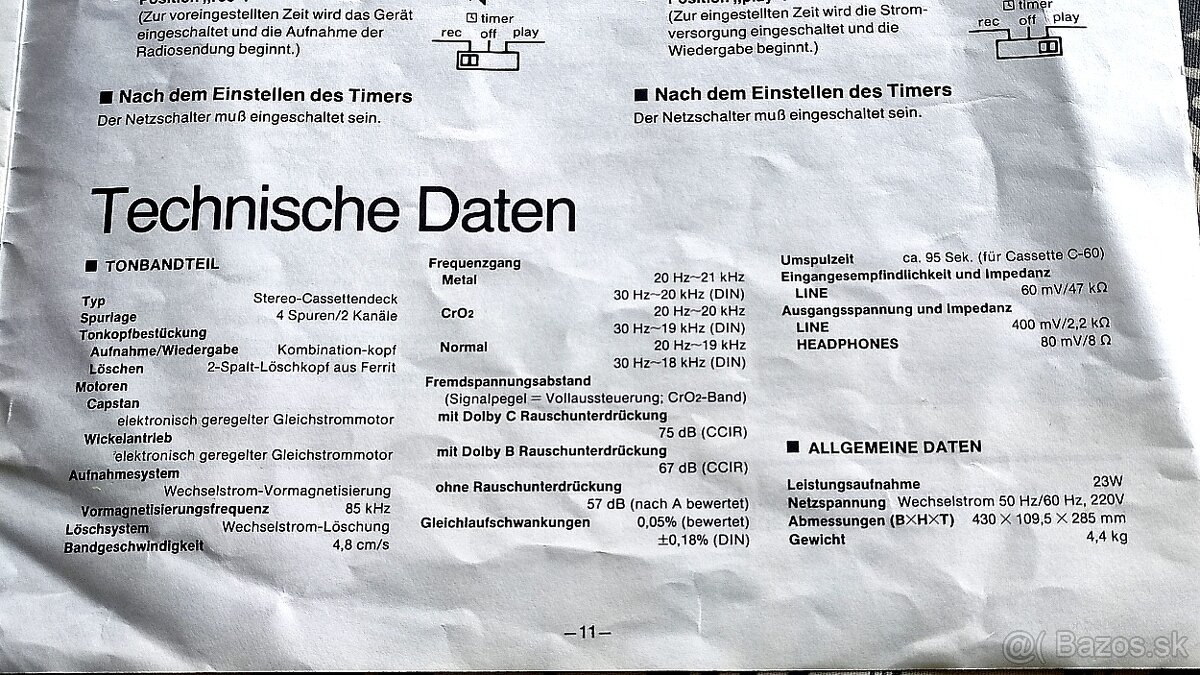 (Zur voreingestellten Zeit wird das Gerät
eingeschaltet und die Aufnahme der
Radiosendung beginnt.)
timer
rec off play
(Zur eingestellten Zeit wird die Strom-
versorgung eingeschaltet und die
Wiedergabe beginnt.)
timer
rec off play
■ Nach dem Einstellen des Timers
Der Netzschalter muß eingeschaltet sein.
■ Nach dem Einstellen des Timers
Der Netzschalter muß eingeschaltet sein.
Technische Daten
■ TONBANDTEIL
Typ Stereo-Cassettendeck
Spurlage 4 Spuren/2 Kanäle
Tonkopfbestückung
Aufnahme/Wiedergabe Kombination-kopf
Löschen 2-Spalt-Löschkopf aus Ferrit
Motoren
Capstan
elektronisch geregelter Gleichstrommotor
Wickelantrieb
elektronisch geregelter Gleichstrommotor
Aufnahmesystem
Wechselstrom-Vormagnetisierung
Vormagnetisierungsfrequenz 85 kHz
Löschsystem Wechselstrom-Löschung
Bandgeschwindigkeit 4,8 cm/s
Frequenzgang
Metal 20 Hz~21 kHz
30 Hz~20 kHz (DIN)
CrO2 20 Hz~20 kHz
30 Hz~19 kHz (DIN)
Normal 20 Hz~19 kHz
30 Hz~18 kHz (DIN)
Fremdspannungsabstand
(Signalpegel = Vollaussteuerung; CrO2-Band)
mit Dolby C Rauschunterdrückung
75 dB (CCIR)
mit Dolby B Rauschunterdrückung
67 dB (CCIR)
ohne Rauschunterdrückung
57 dB (nach A bewertet)
Gleichlaufschwankungen 0,05% (bewertet)
±0,18% (DIN)
Umspulzeit ca. 95 Sek. (für Cassette C-60)
Eingangesempfindlichkeit und Impedanz
LINE 60 mV/47 kΩ
Ausgangsspannung und Impedanz
LINE 400 mV/2,2 kΩ
HEADPHONES 80 mV/8 Ω
■ ALLGEMEINE DATEN
Leistungsaufnahme 23W
Netzspannung Wechselstrom 50 Hz/60 Hz, 220V
Abmessungen (B×H×T) 430 × 109,5 × 285 mm
Gewicht 4,4 kg
—11—
@( Bazos.sk